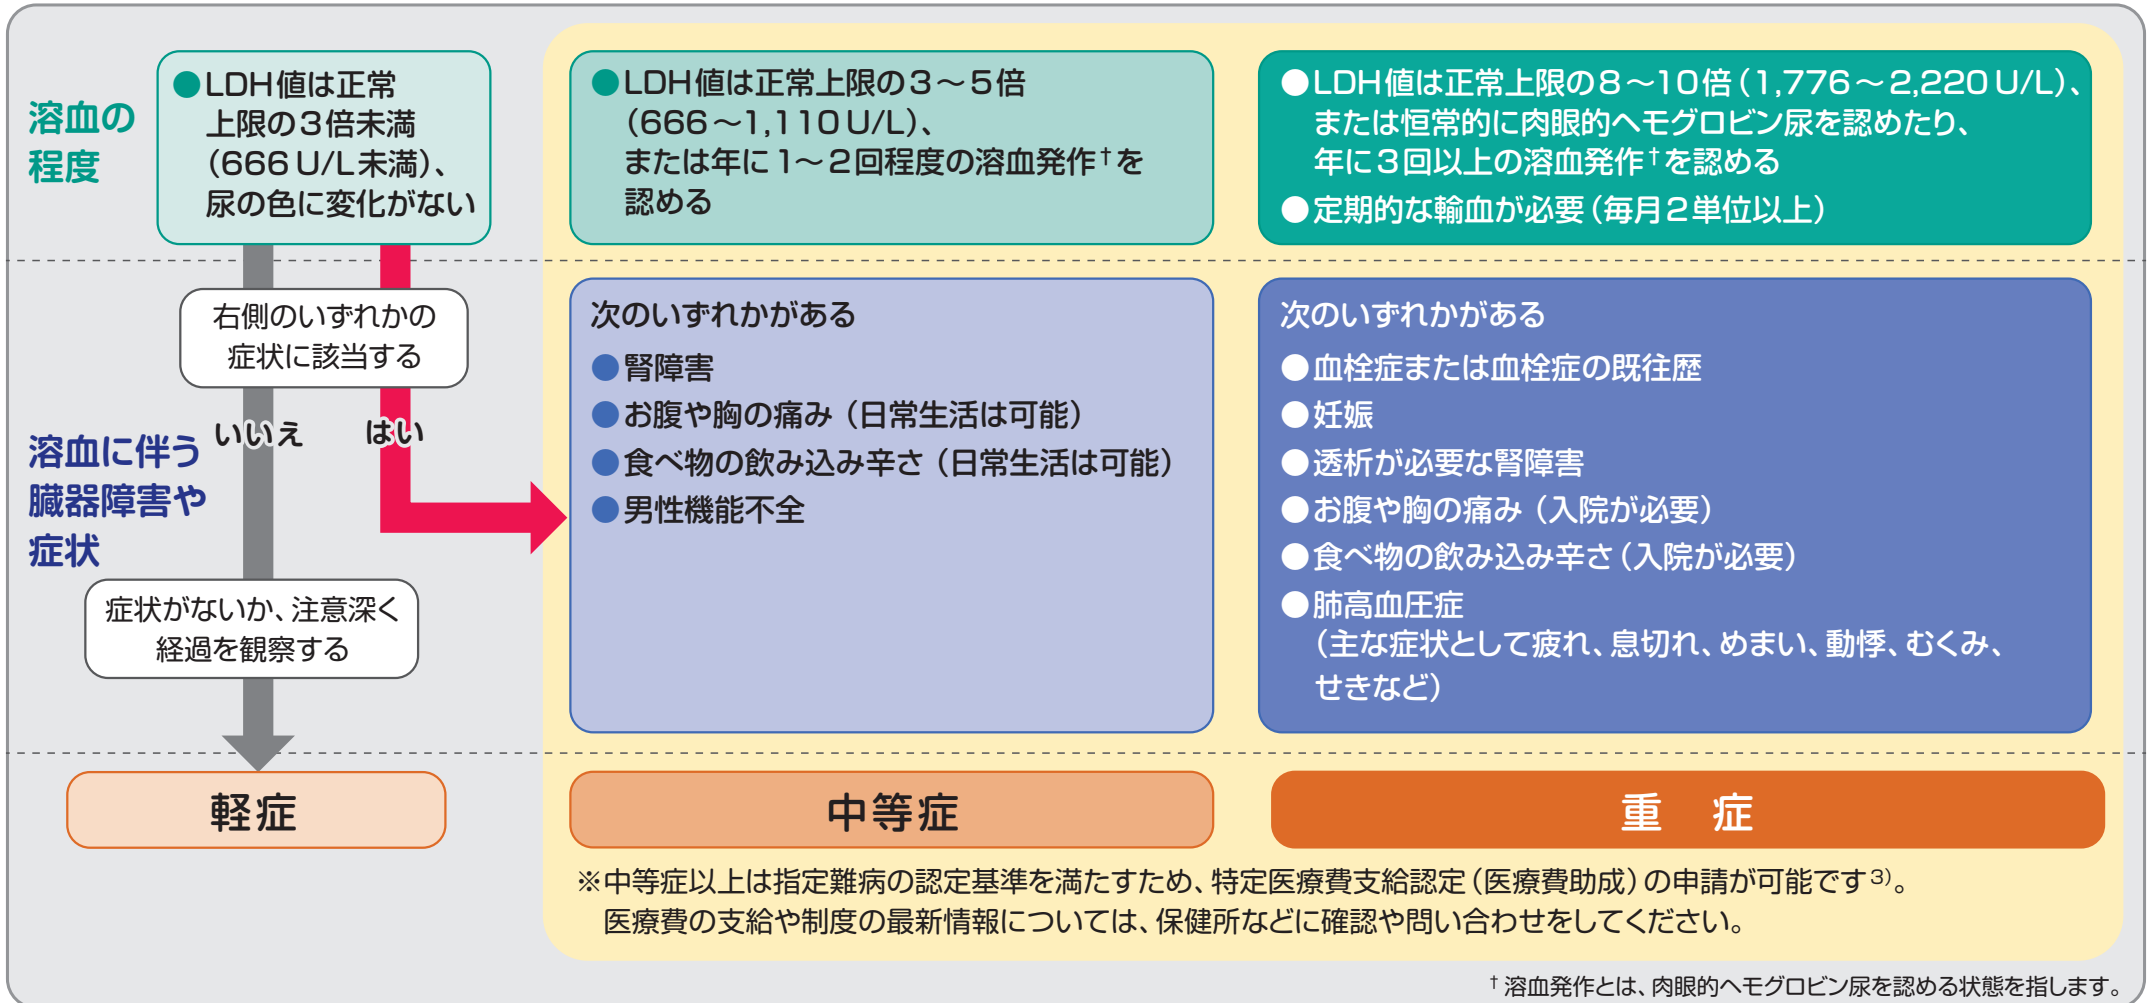 溶血の
程度
●LDH値は正常
上限の3倍未満
(666U/L未満)、
尿の色に変化がない
●LDH値は正常上限の3～5倍
(666～1,110U/L)、
または年に1～2回程度の溶血発作†を
認める
●LDH値は正常上限の8～10倍(1,776～2,220U/L)、
または恒常的に肉眼的ヘモグロビン尿を認めたり、
年に3回以上の溶血発作†を認める
●定期的な輸血が必要(毎月2単位以上)
溶血に伴う
臓器障害や
症状
右側のいずれかの
症状に該当する
いいえ
はい
症状がないか、注意深く
経過を観察する
次のいずれかがある
●腎障害
●お腹や胸の痛み(日常生活は可能)
●食べ物の飲み込み辛さ(日常生活は可能)
●男性機能不全
次のいずれかがある
●血栓症または血栓症の既往歴
●妊娠
●透析が必要な腎障害
●お腹や胸の痛み(入院が必要)
●食べ物の飲み込み辛さ(入院が必要)
●肺高血圧症
(主な症状として疲れ、息切れ、めまい、動悸、むくみ、
せきなど)
軽症
中等症
重 症
※中等症以上は指定難病の認定基準を満たすため、特定医療費支給認定(医療費助成)の申請が可能です3)。
医療費の支給や制度の最新情報については、保健所などに確認や問い合わせをしてください。
†溶血発作とは、肉眼的ヘモグロビン尿を認める状態を指します。